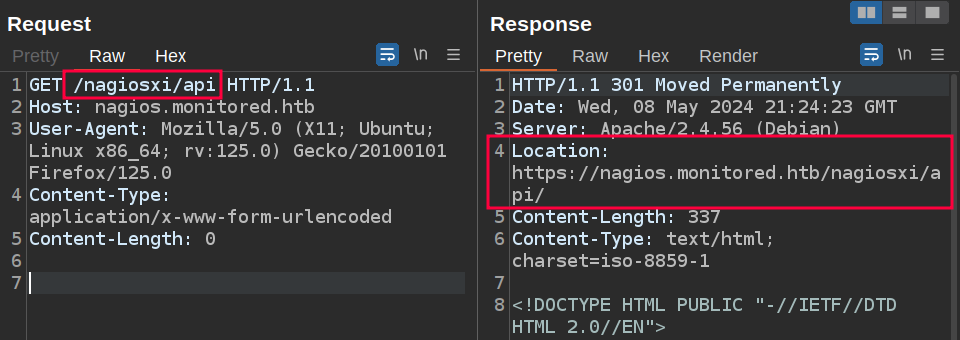 Request
Pretty Raw Hex \n
1 GET /nagiosxi/api HTTP/1.1
2 Host: nagios.monitored.htb
3 User-Agent: Mozilla/5.0 (X11; Ubuntu;
Linux x86_64; rv:125.0) Gecko/20100101
Firefox/125.0
4 Content-Type:
application/x-www-form-urlencoded
5 Content-Length: 0
6
7
Response
Pretty Raw Hex Render \n
1 HTTP/1.1 301 Moved Permanently
2 Date: Wed, 08 May 2024 21:24:23 GMT
3 Server: Apache/2.4.56 (Debian)
4 Location:
https://nagios.monitored.htb/nagiosxi/a
pi/
5 Content-Length: 337
6 Content-Type: text/html;
charset=iso-8859-1
7
8 <!DOCTYPE HTML PUBLIC "-//IETF//DTD
HTML 2.0//EN">